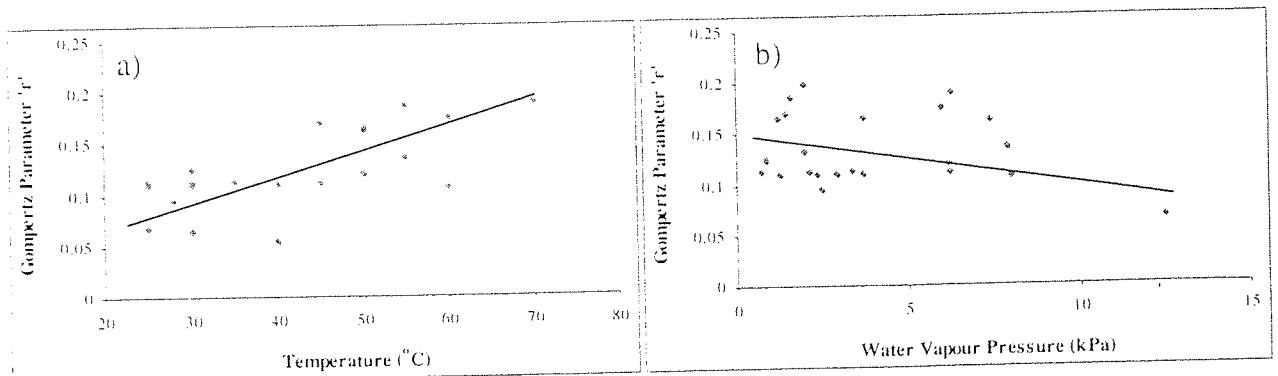 a)
Gompertz Parameter 'r'
0.25
0.2
0.15
0.1
0.05
0
20 30 40 50 60 70 80
Temperature (°C)
b)
Gompertz Parameter 'r'
0.25
0.2
0.15
0.1
0.05
0
0 5 10 15
Water Vapour Pressure (kPa)